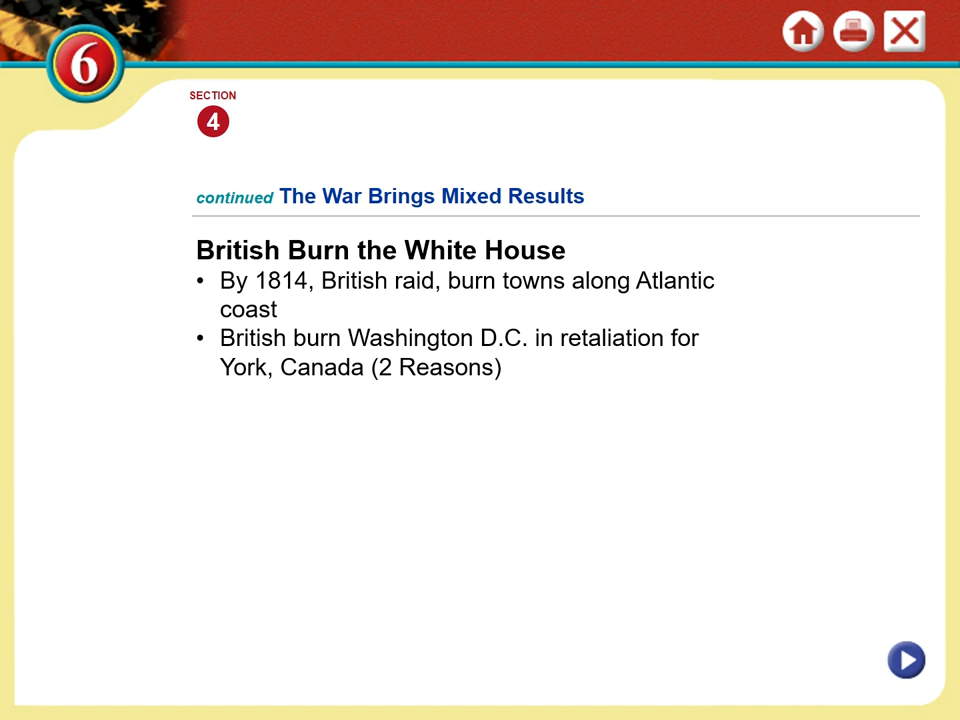 6
SECTION
4
continued The War Brings Mixed Results
British Burn the White House
• By 1814, British raid, burn towns along Atlantic
coast
• British burn Washington D.C. in retaliation for
York, Canada (2 Reasons)